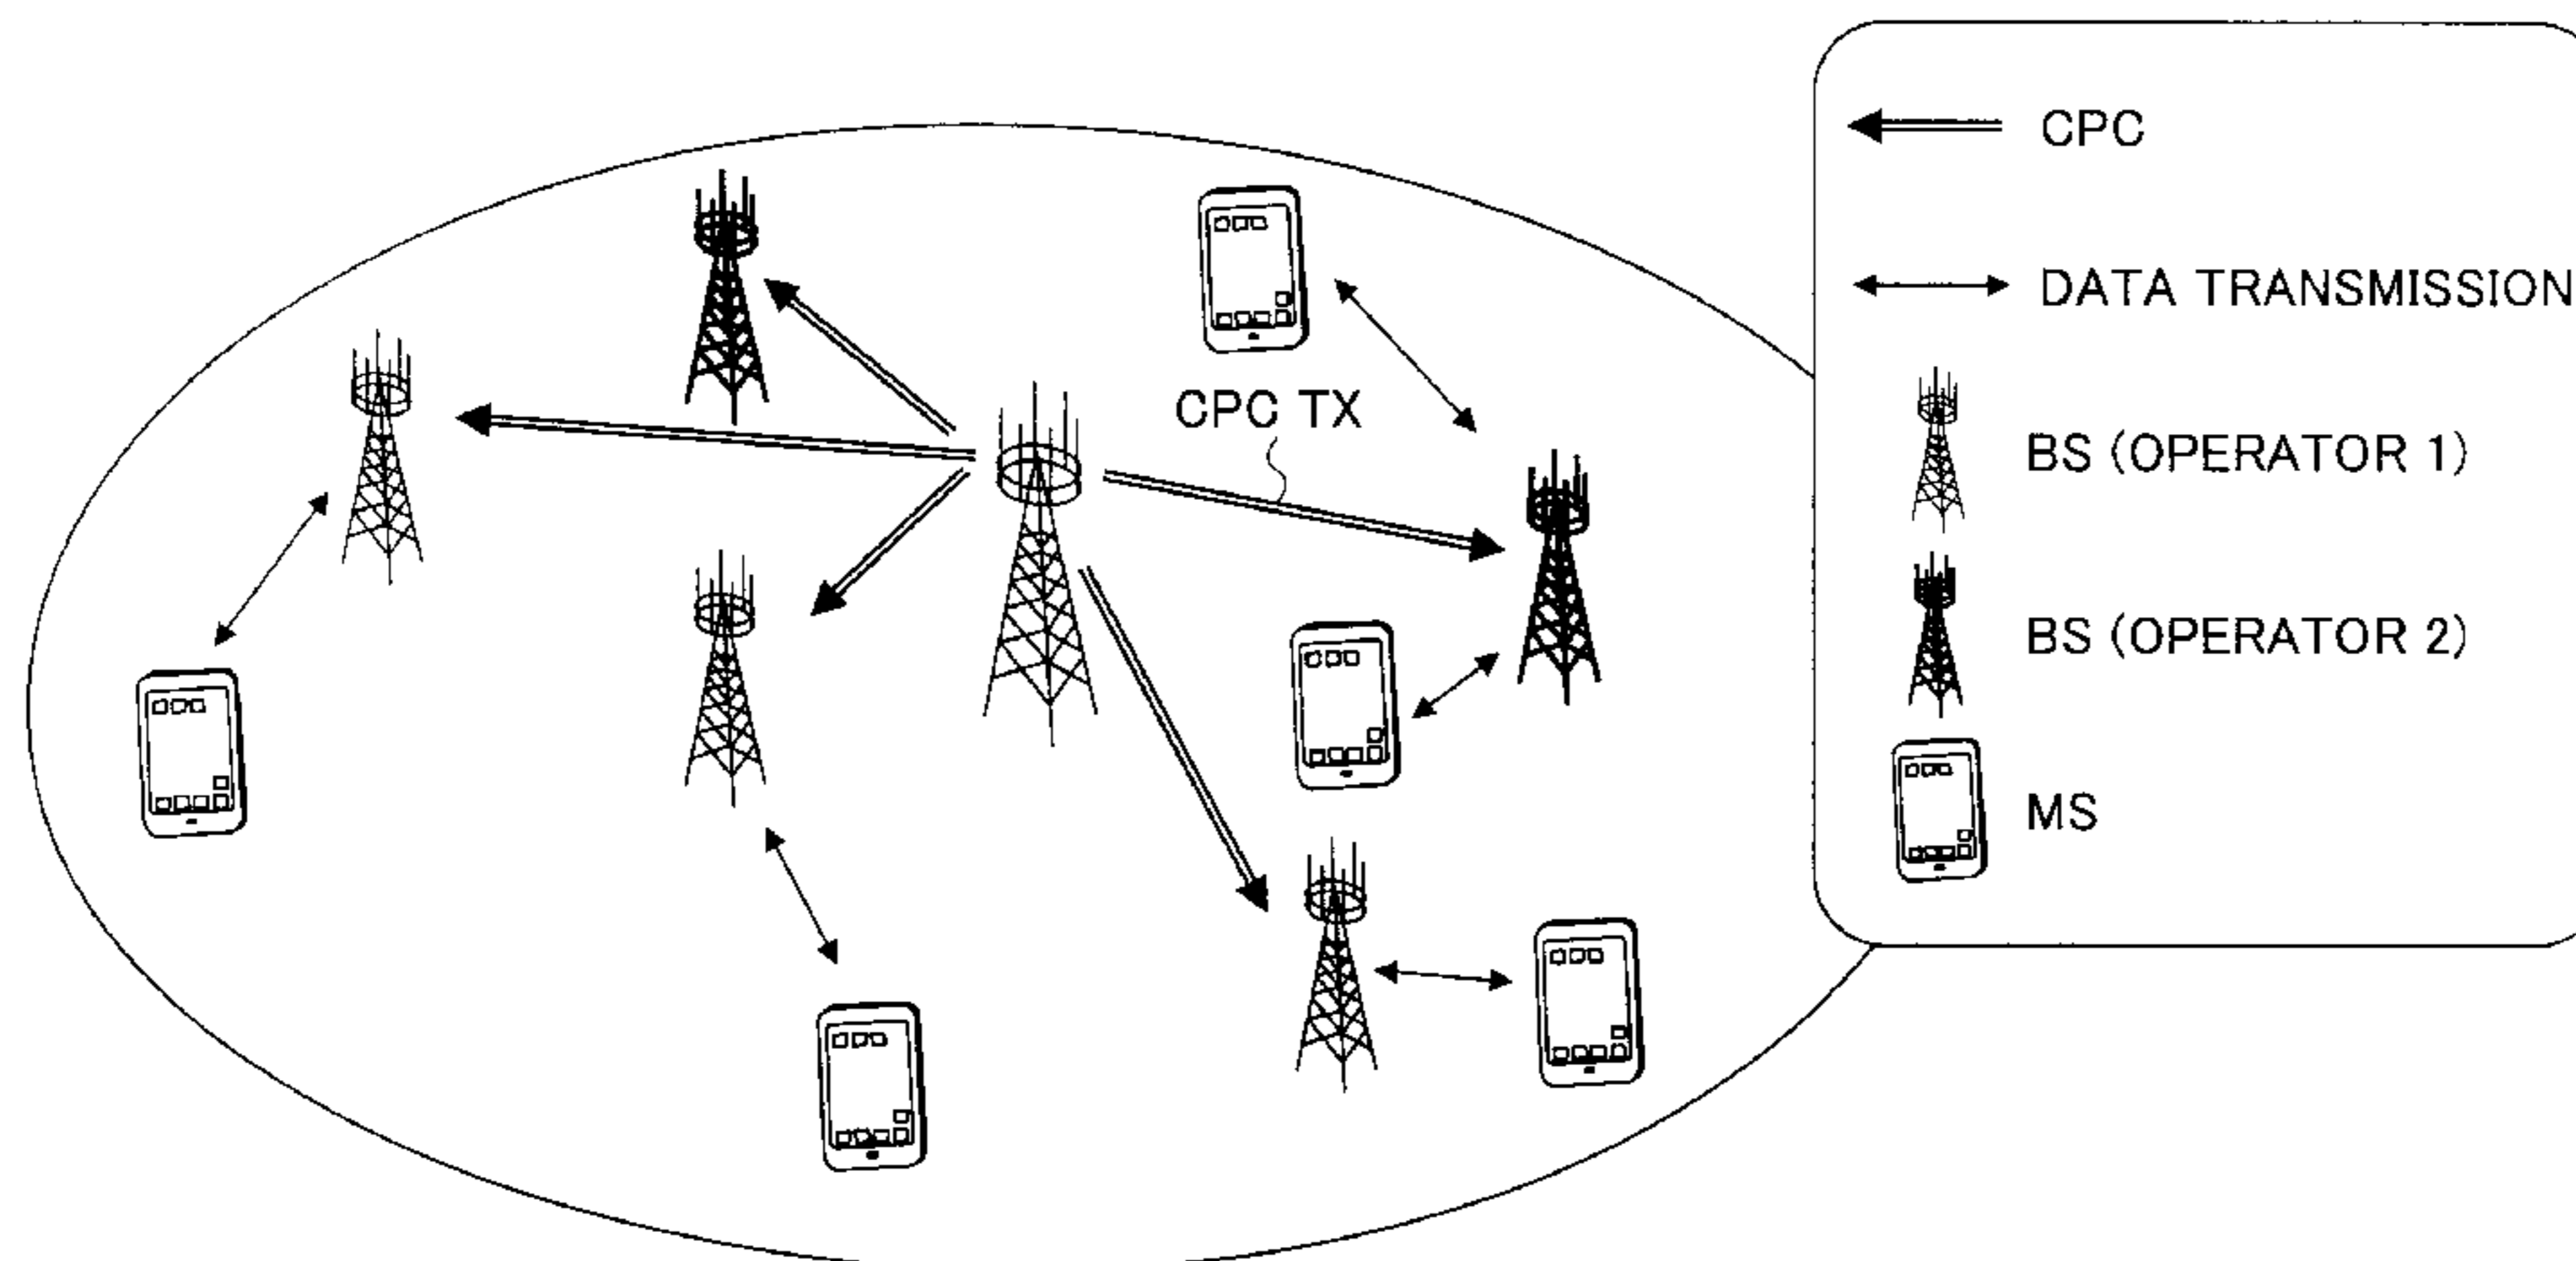 CPC TX
CPC
DATA TRANSMISSION
BS (OPERATOR 1)
BS (OPERATOR 2)
MS